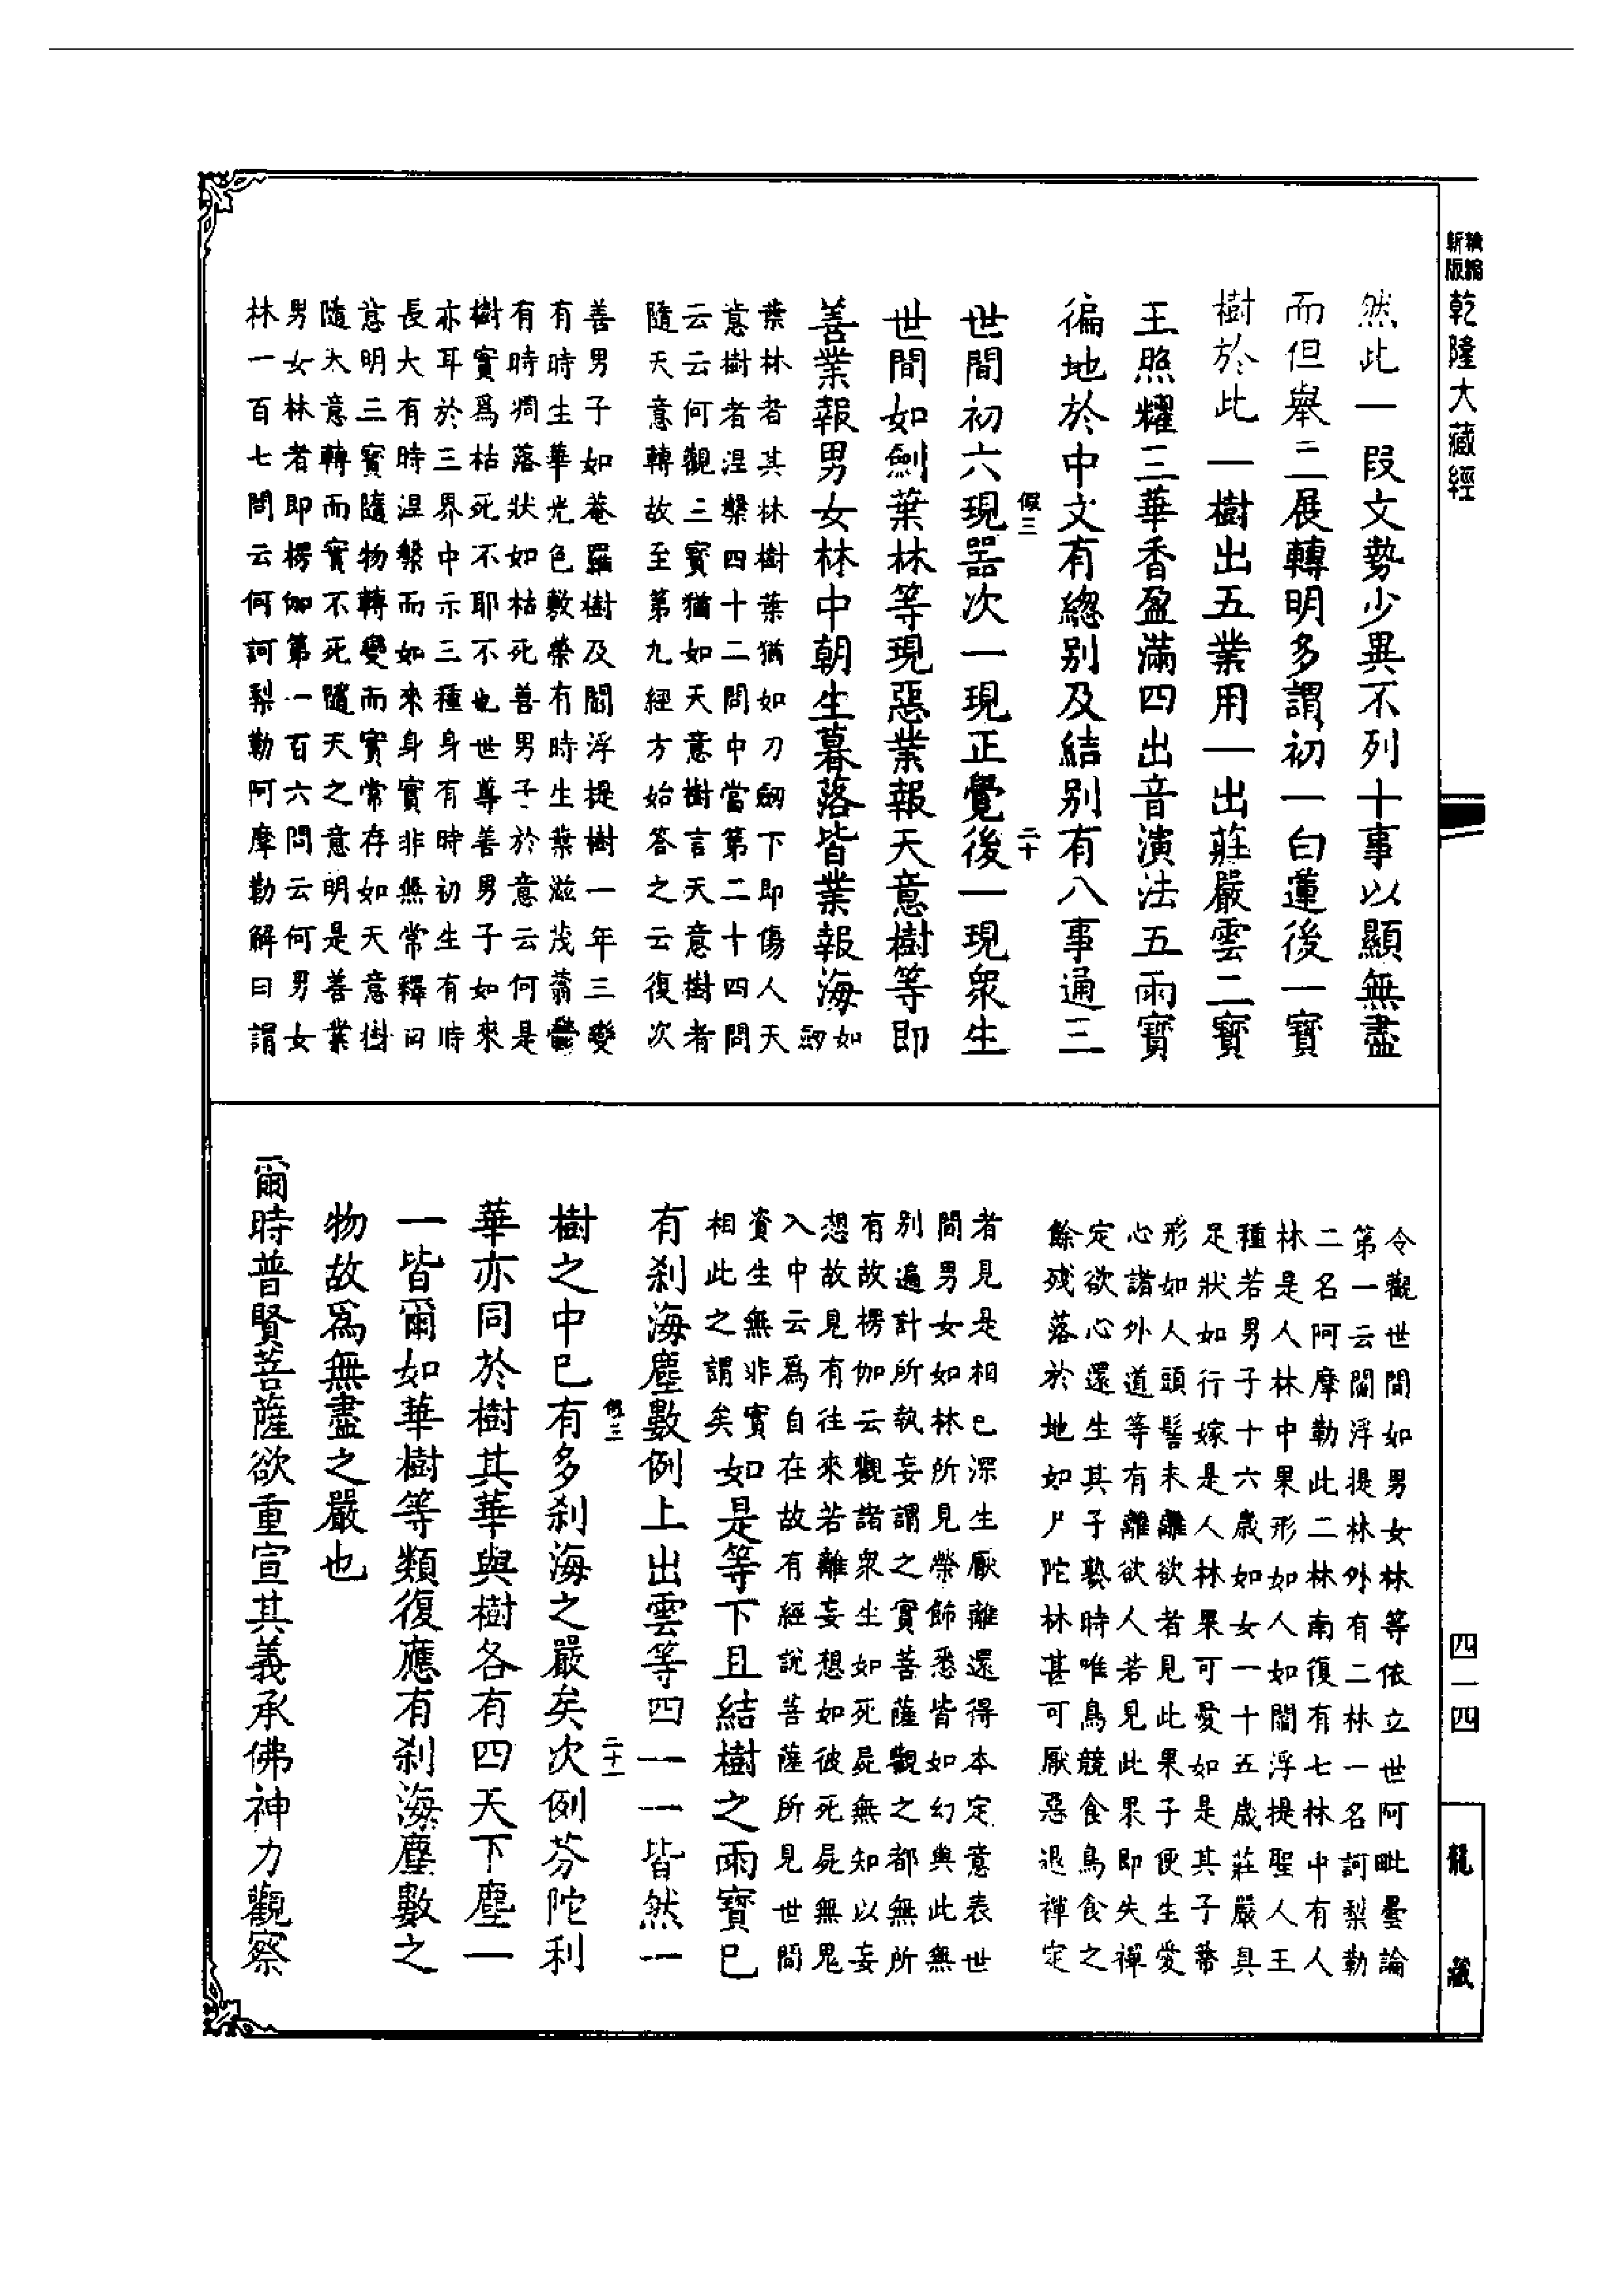 精縮新版
乾隆大藏經
然此一段文勢少異不列十事以顯無盡
而但舉二展轉明多謂初一白蓮後一寶
樹於此一樹出五業用一出莊嚴雲二寶
王照耀三華香盈滿四出音演法五雨寶
徧地於中文有總別及結別有八事通三
假三 二十
世間初六現器次一現正覺後一現衆生
世間如劍葉林等現惡業報天意樹等即
善業報男女林中朝生暮落皆業報海如劒
葉林者其林樹葉猶如刀劒下即傷人天
意樹者涅槃四十二問中當第二十四問
云云何觀三寳猶如天意樹言天意樹者
隨天意轉故至第九經方始答之云復次
善男子如菴羅樹及閻浮提樹一年三變
有時生華光色敷榮有時生葉滋茂蓊鬱
有時凋落狀如枯死善男子於意云何是
樹實爲枯死不耶不也世尊善男子如來
亦耳於三界中示三種身有時初生有時
長大有時涅槃而如來身實非無常釋曰
意明三寳隨物轉變而實常存如天意樹
隨天意轉而實不死隨天之意明是善業
男女林者即楞伽第一百六問云何男女
林一百七問云何訶梨勒阿摩勒解曰謂
令觀世間如男女林等依立世阿毗曇論
第一云閻浮提林外有二林一名訶梨勒
二名阿摩勒此二林南復有七林中有人
林是人林中果形如人如閻浮提聖人王
種若男子十六歲如女一十五歲莊嚴具
足狀如行嫁是人林果可愛如是其子蒂
形如人頭髻未離欲者見此果子便生愛
心諸外道等有離欲人若見此果即失禪
定欲心還生其子時唯鳥競食鳥食之
餘殘落於地如尸陀林甚可厭惡退禪定
者見是相已深生厭離還得本定意表世
間男女如林所見榮飾悉皆如幻與此無
別遍計所執妄謂之實菩薩觀之都無所
有故楞伽云觀諸衆生如死屍無知以妄
想故見有往來若離妄想如彼死屍無鬼
入中云爲自在故有經說菩薩所見世間
資生無非實
相此之謂矣
如是等下且結樹之雨寶已
有刹海塵數例上出雲等四一一皆然一
假三 二十一
樹之中已有多刹海之嚴矣次例芬陀利
華亦同於樹其華與樹各有四天下塵一
一皆爾如華樹等類復應有刹海塵數之
物故爲無盡之嚴也
爾時普賢菩薩欲重宣其義承佛神力觀察
四一四
龍藏